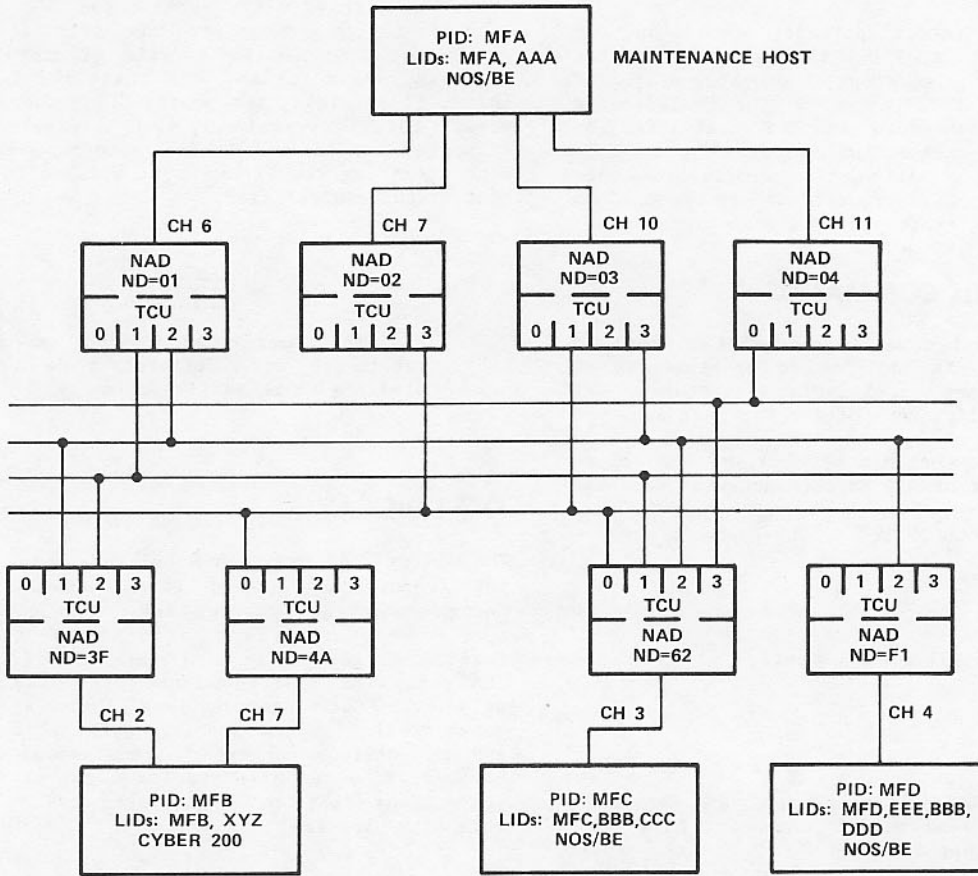 PID: MFA
LIDs: MFA, AAA
NOS/BE
MAINTENANCE HOST
CH 6
CH 7
CH 10
CH 11
NAD
ND=01
TCU
0 1 2 3
NAD
ND=02
TCU
0 1 2 3
NAD
ND=03
TCU
0 1 2 3
NAD
ND=04
TCU
0 1 2 3
0 1 2 3
TCU
NAD
ND=3F
0 1 2 3
TCU
NAD
ND=4A
0 1 2 3
TCU
NAD
ND=62
0 1 2 3
TCU
NAD
ND=F1
CH 2
CH 7
CH 3
CH 4
PID: MFB
LIDs: MFB, XYZ
CYBER 200
PID: MFC
LIDs: MFC,BBB,CCC
NOS/BE
PID: MFD
LIDs: MFD,EEE,BBB,
DDD
NOS/BE